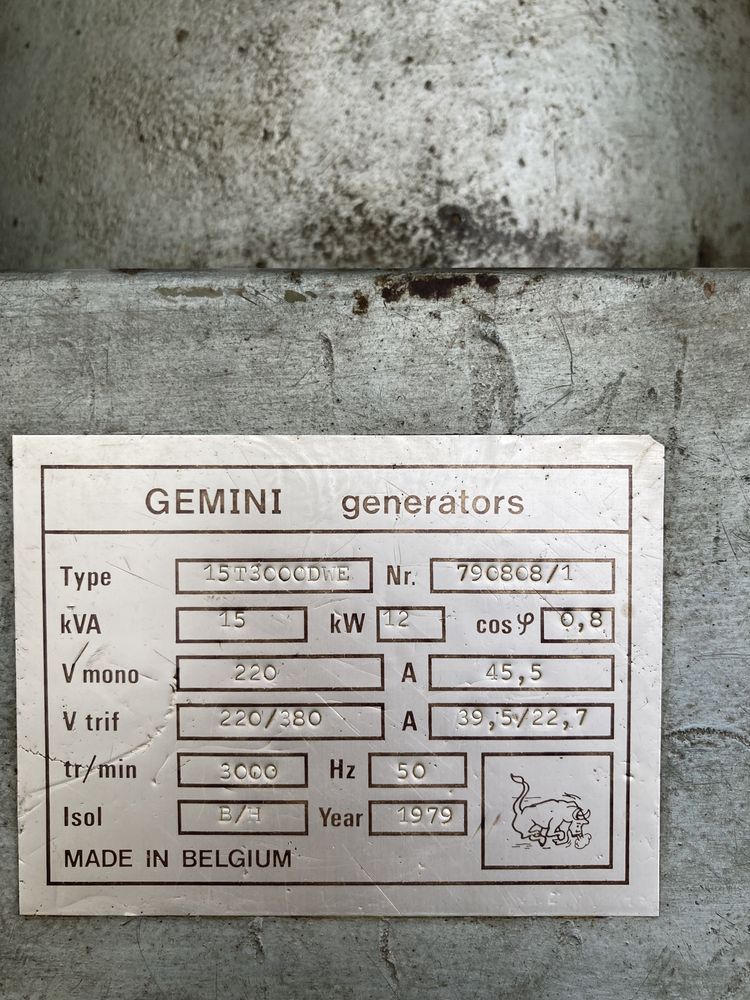 GEMINI generators
Type 15T3000DWE Nr. 790808/1
kVA 15 kW 12 cos φ 0,8
V mono 220 A 45,5
V trif 220/380 A 39,5/22,7
tr/min 3000 Hz 50
Isol B/H Year 1979
MADE IN BELGIUM